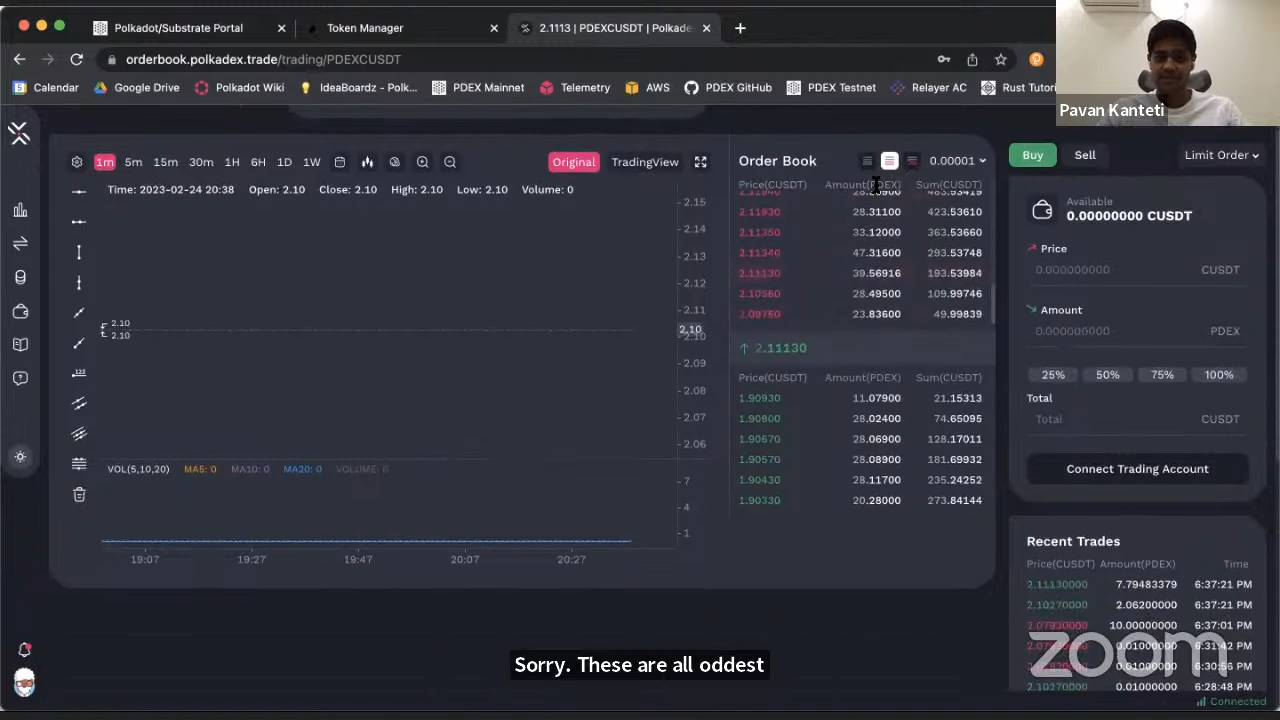 Polkadot/Substrate Portal
Token Manager
2.1113 | PDEXCUSDT | Polkade
orderbook.polkadex.trade/trading/PDEXCUSDT
Calendar
Google Drive
Polkadot Wiki
IdeaBoardz - Polk...
PDEX Mainnet
Telemetry
AWS
PDEX GitHub
PDEX Testnet
Relayer AC
Rust Tutori
Pavan Kanteti
1m 5m 15m 30m 1H 6H 1D 1W
Original
TradingView
Time: 2023-02-24 20:38 Open: 2.10 Close: 2.10 High: 2.10 Low: 2.10 Volume: 0
2.15
2.14
2.13
2.12
2.11
2.10
2.10
2.09
2.08
2.07
2.06
2.10
2.10
123
VOL(5,10,20) MA5: 0 MA10: 0 MA20: 0 VOLUME: 0
7
4
1
19:07 19:27 19:47 20:07 20:27
Order Book
0.00001
Price(CUSDT) Amount(PDEX) Sum(CUSDT)
2.11930 28.31100 423.53610
2.11350 33.12000 363.53660
2.11340 47.31600 293.53748
2.11130 39.56916 193.53984
2.10560 28.49500 109.99746
2.09750 23.83600 49.99839
↑ 2.11130
Price(CUSDT) Amount(PDEX) Sum(CUSDT)
1.90930 11.07900 21.15313
1.90800 28.02400 74.65095
1.90670 28.06900 128.17011
1.90570 28.08900 181.69932
1.90430 28.11700 235.24252
1.90330 20.28000 273.84144
Buy
Sell
Limit Order
Available
0.00000000 CUSDT
Price
0.000000000 CUSDT
Amount
0.000000000 PDEX
25% 50% 75% 100%
Total
Total CUSDT
Connect Trading Account
Recent Trades
Price(CUSDT) Amount(PDEX) Time
2.11130000 7.79483379 6:37:21 PM
2.10270000 2.06200000 6:37:21 PM
2.07930000 10.00000000 6:37:01 PM
0.01000000 6:31:42 PM
0.01000000 6:30:56 PM
2.10270000 0.01000000 6:28:48 PM
zoom
Connected
Sorry. These are all oddest